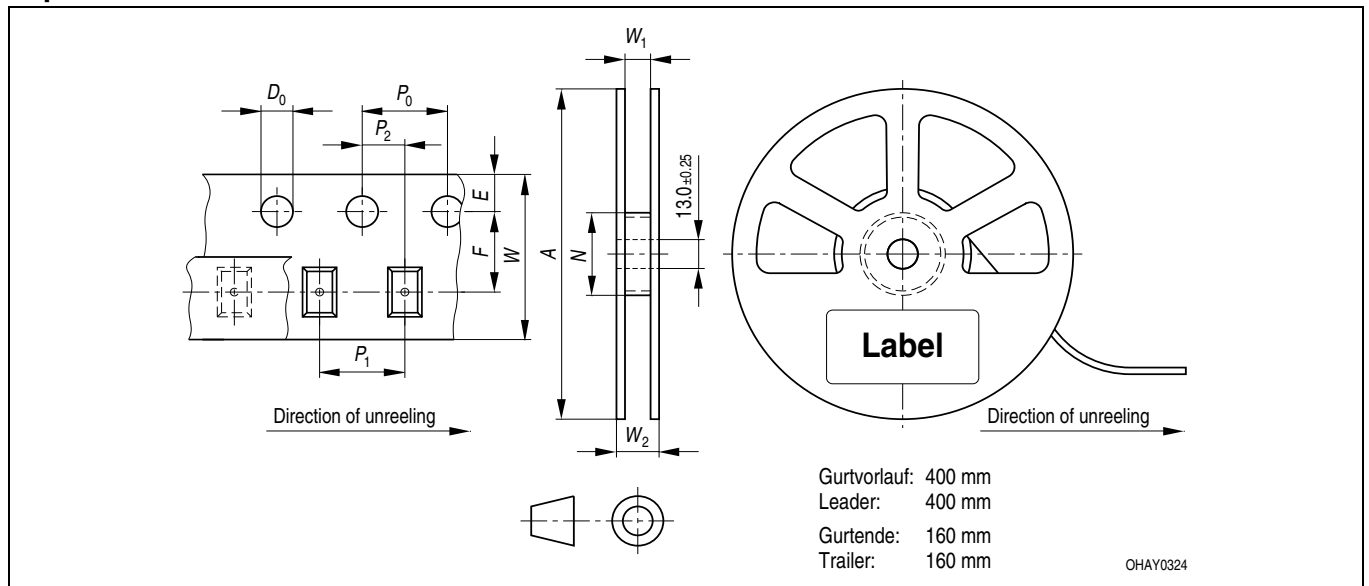 W₁
D₀
P₀
P₂
E
F
W
A
N
13.0 ±0.25
Label
P₁
Direction of unreeling
W₂
Direction of unreeling
Gurtvorlauf: 400 mm
Leader: 400 mm
Gurtende: 160 mm
Trailer: 160 mm
OHAY0324